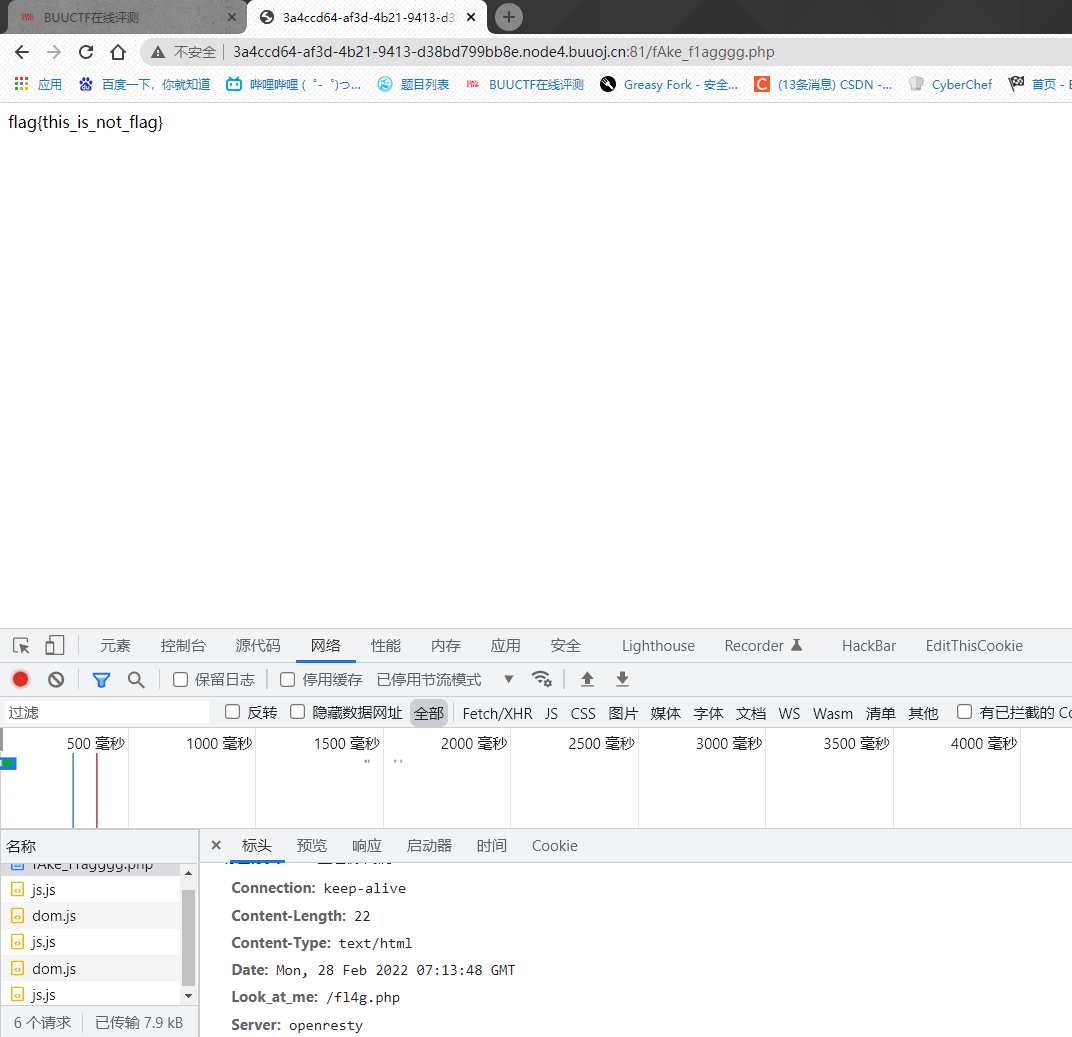 BUUCTF在线评测
3a4ccd64-af3d-4b21-9413-d3
不安全 3a4ccd64-af3d-4b21-9413-d38bd799bb8e.node4.buuoj.cn:81/fAke_f1agggg.php
应用 百度一下，你就知道 哔哩哔哩 ( ゜- ゜)つ... 题目列表 BUUCTF在线评测 Greasy Fork - 安全... (13条消息) CSDN -... CyberChef 首页 -
flag{this_is_not_flag}
元素 控制台 源代码 网络 性能 内存 应用 安全 Lighthouse Recorder HackBar EditThisCookie
保留日志 停用缓存 已停用节流模式
过滤 反转 隐藏数据网址 全部 Fetch/XHR JS CSS 图片 媒体 字体 文档 WS Wasm 清单 其他 有已拦截的 Co
500 毫秒 1000 毫秒 1500 毫秒 2000 毫秒 2500 毫秒 3000 毫秒 3500 毫秒 4000 毫秒
名称
标头 预览 响应 启动器 时间 Cookie
fAke_f1agggg.php
js.js
dom.js
js.js
dom.js
js.js
Connection: keep-alive
Content-Length: 22
Content-Type: text/html
Date: Mon, 28 Feb 2022 07:13:48 GMT
Look_at_me: /fl4g.php
Server: openresty
6 个请求 已传输 7.9 kB